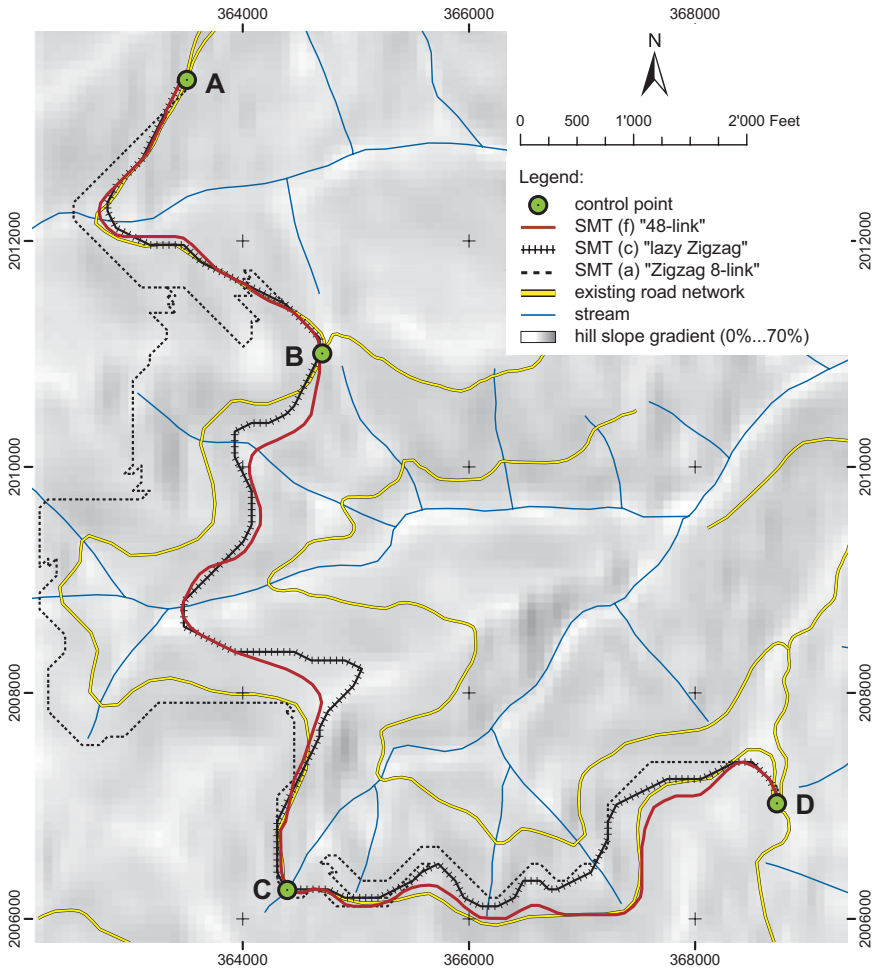 364000 366000 368000
A
N
0 500 1'000 2'000 Feet
Legend:
control point
SMT (f) "48-link"
SMT (c) "lazy Zigzag"
SMT (a) "Zigzag 8-link"
existing road network
stream
hill slope gradient (0%...70%)
2012000 2012000
B
2010000 2010000
2008000 2008000
D
C
2006000 2006000
364000 366000 368000